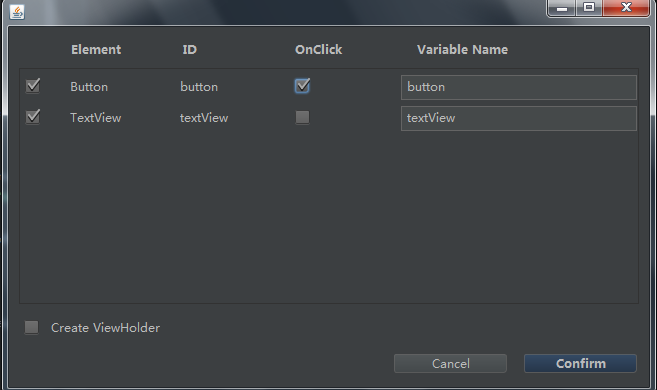 Element ID OnClick Variable Name
Button button button
TextView textView textView
Create ViewHolder
Cancel Confirm